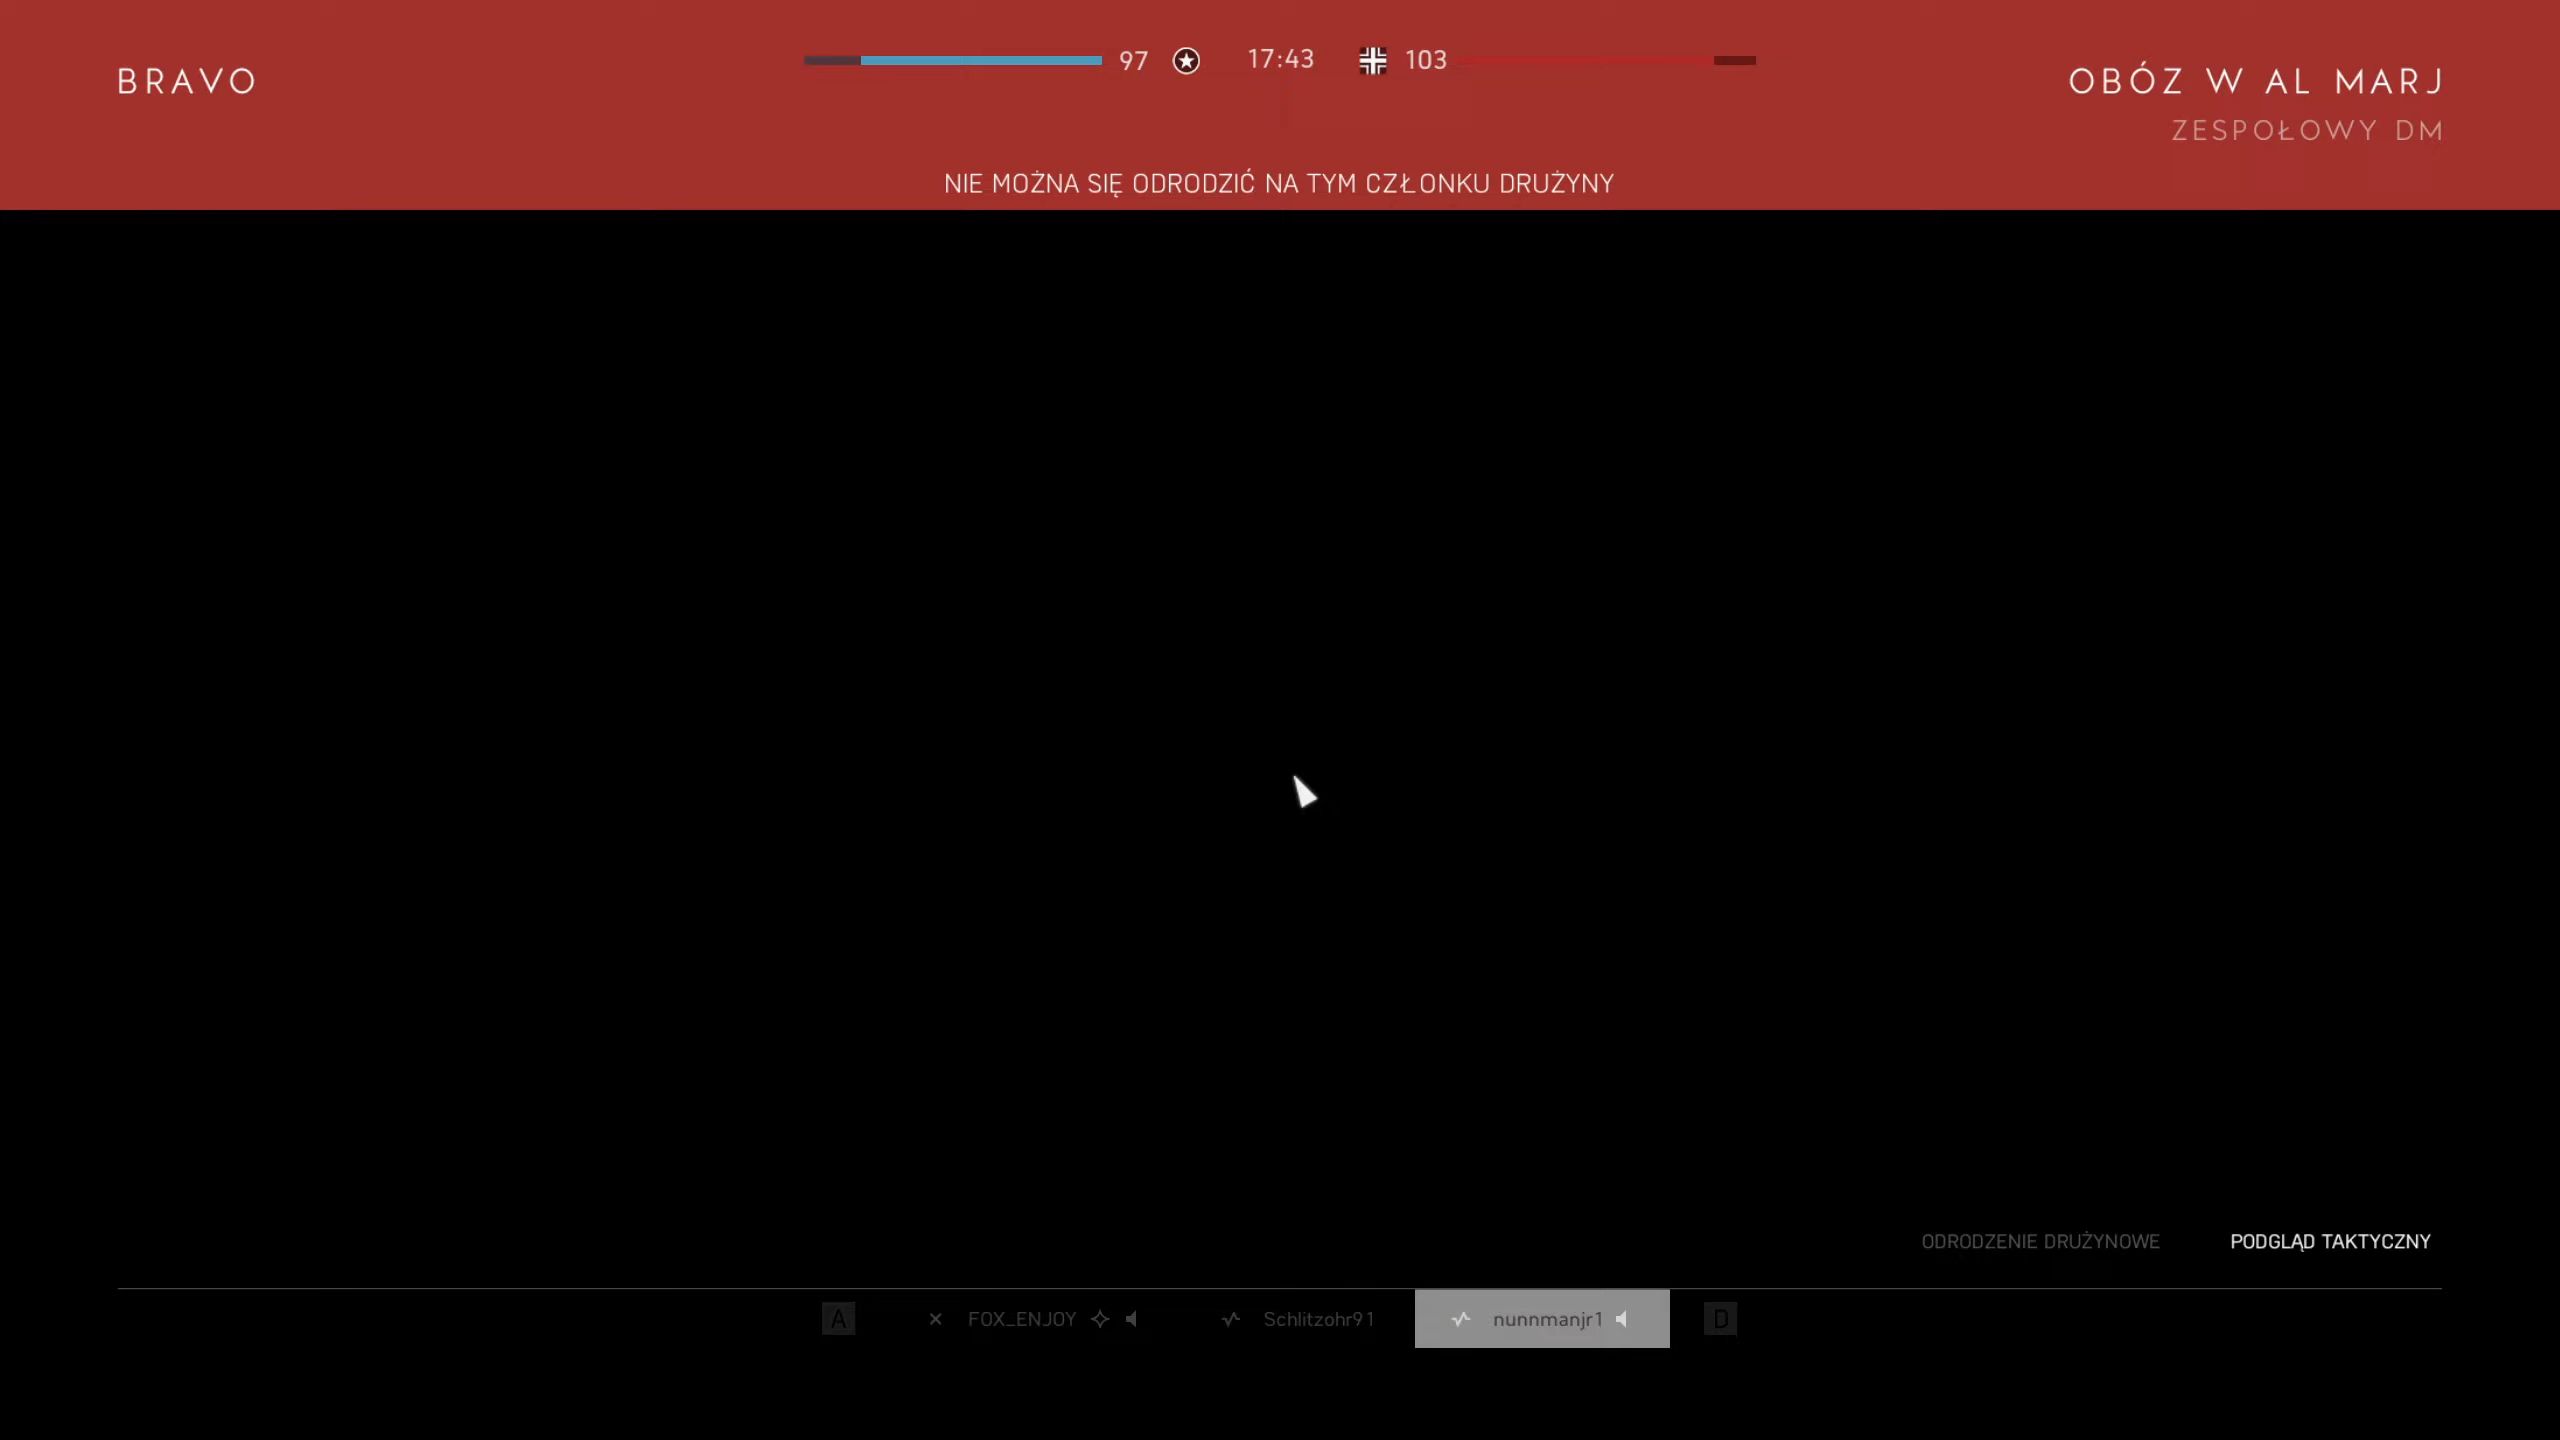 BRAVO
97 17:43 103
OBÓZ W AL MARJ
ZESPOŁOWY DM
NIE MOŻNA SIĘ ODRODZIĆ NA TYM CZŁONKU DRUŻYNY
ODRODZENIE DRUŻYNOWE PODGLĄD TAKTYCZNY
A FOX_ENJOY Schlitzohr91 nunnmanjr1 D